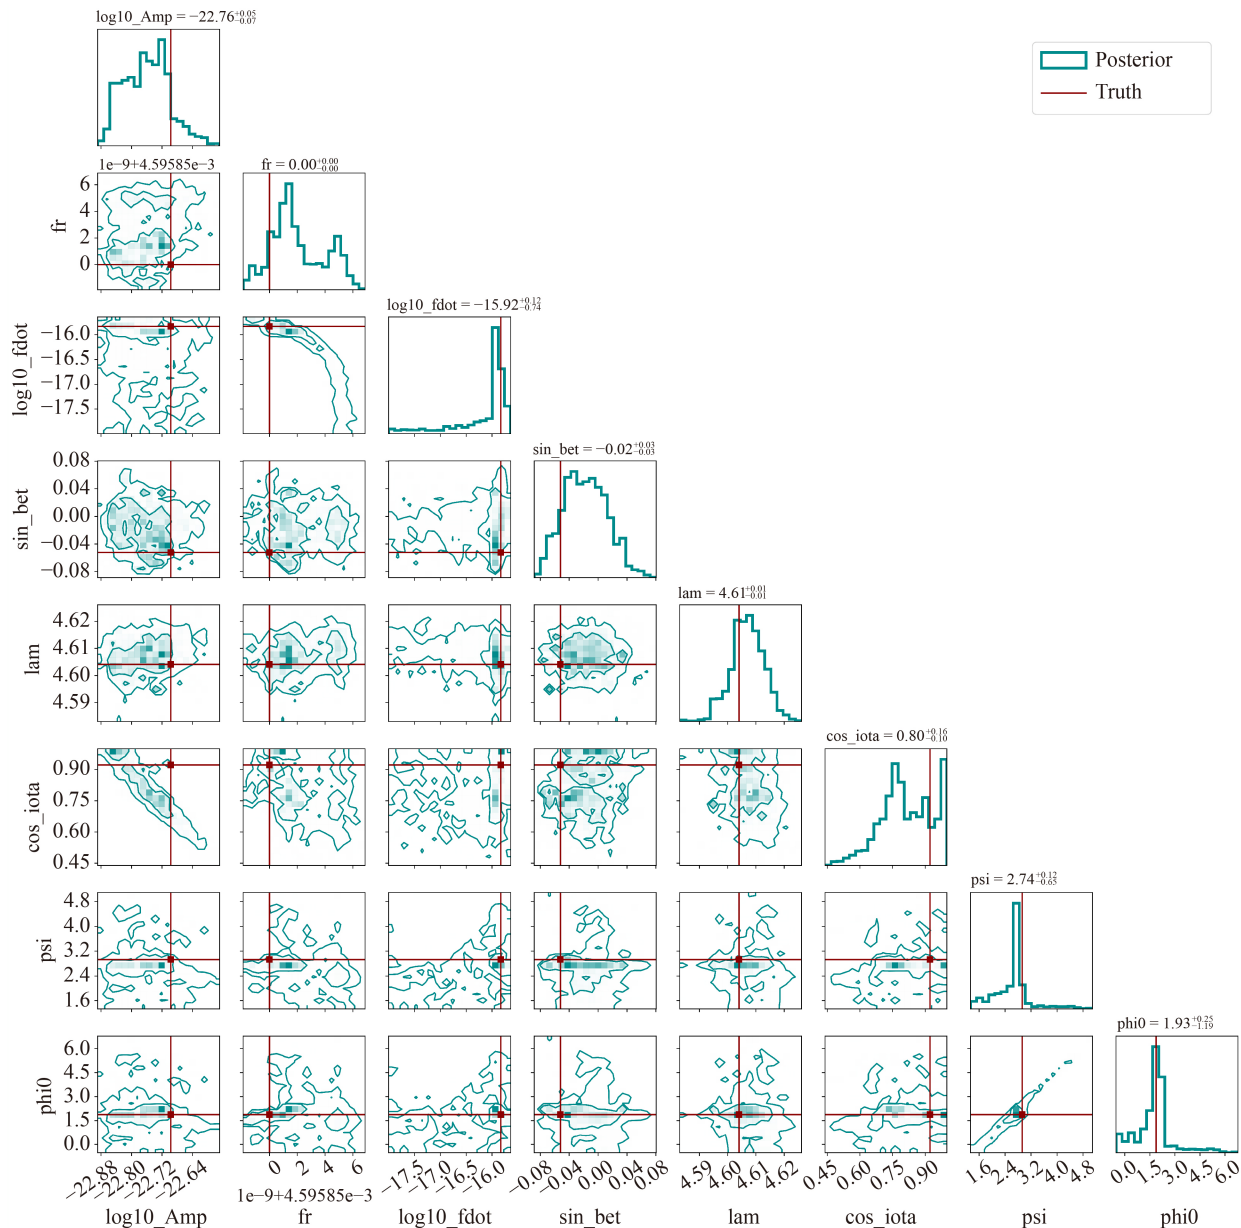 log10_Amp = −22.76 +0.05 −0.07
Posterior
Truth
1e−9+4.59585e−3
fr = 0.00 +0.00 −0.00
6
4
2
0
fr
log10_fdot = −15.92 +0.12 −0.74
−16.0
−16.5
−17.0
−17.5
log10_fdot
sin_bet = −0.02 +0.03 −0.03
0.08
0.04
0.00
−0.04
−0.08
sin_bet
lam = 4.61 +0.01 −0.01
4.62
4.61
4.60
4.59
lam
cos_iota = 0.80 +0.16 −0.10
0.90
0.75
0.60
0.45
cos_iota
psi = 2.74 +0.12 −0.65
4.8
4.0
3.2
2.4
1.6
psi
phi0 = 1.93 +0.25 −1.19
6.0
4.5
3.0
1.5
0.0
phi0
−22.88 −22.80 −22.72 −22.64 0 2 4 6 −17.5 −17.0 −16.5 −16.0 −0.08 −0.04 0.00 0.04 0.08 4.59 4.60 4.61 4.62 0.45 0.60 0.75 0.90 1.6 2.4 3.2 4.0 4.8 0.0 1.5 3.0 4.5 6.0
1e−9+4.59585e−3
log10_Amp fr log10_fdot sin_bet lam cos_iota psi phi0